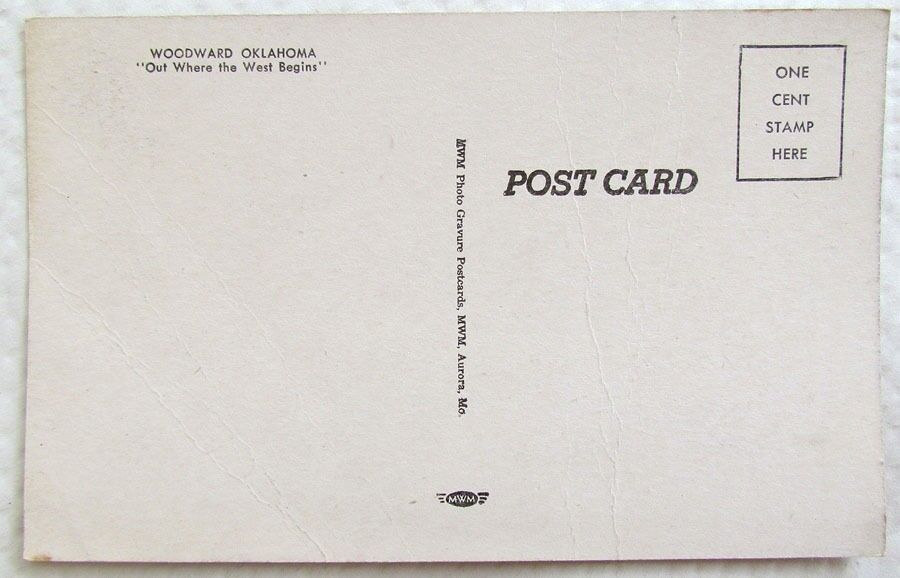 WOODWARD OKLAHOMA
''Out Where the West Begins''
ONE
CENT
STAMP
HERE
POST CARD
MWM Photo Gravure Postcards, MWM, Aurora, Mo.
MWM